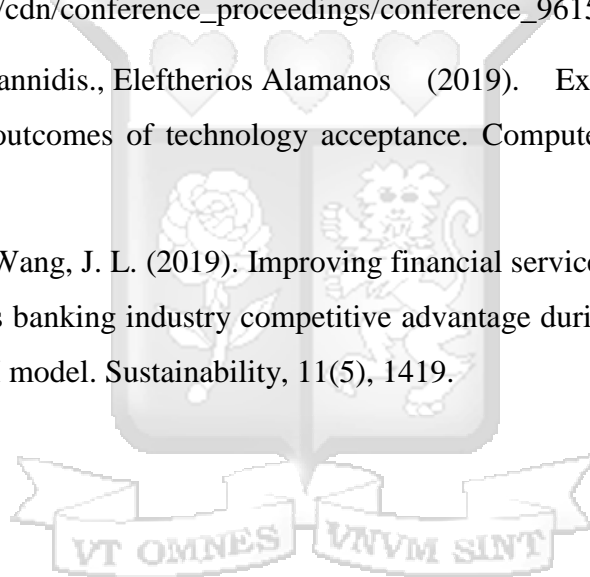 /cdn/conference_proceedings/conference_9615
annidis., Eleftherios Alamanos (2019). Ex
outcomes of technology acceptance. Compute
Wang, J. L. (2019). Improving financial service
s banking industry competitive advantage duri
model. Sustainability, 11(5), 1419.
VT OMNES VNVM SINT